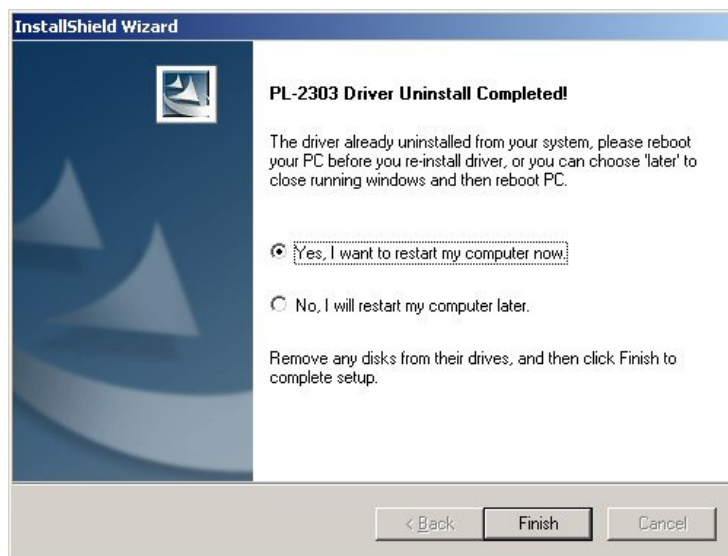 InstallShield Wizard
PL-2303 Driver Uninstall Completed!
The driver already uninstalled from your system, please reboot
your PC before you re-install driver, or you can choose 'later' to
close running windows and then reboot PC.
Yes, I want to restart my computer now.
No, I will restart my computer later.
Remove any disks from their drives, and then click Finish to
complete setup.
< Back Finish Cancel